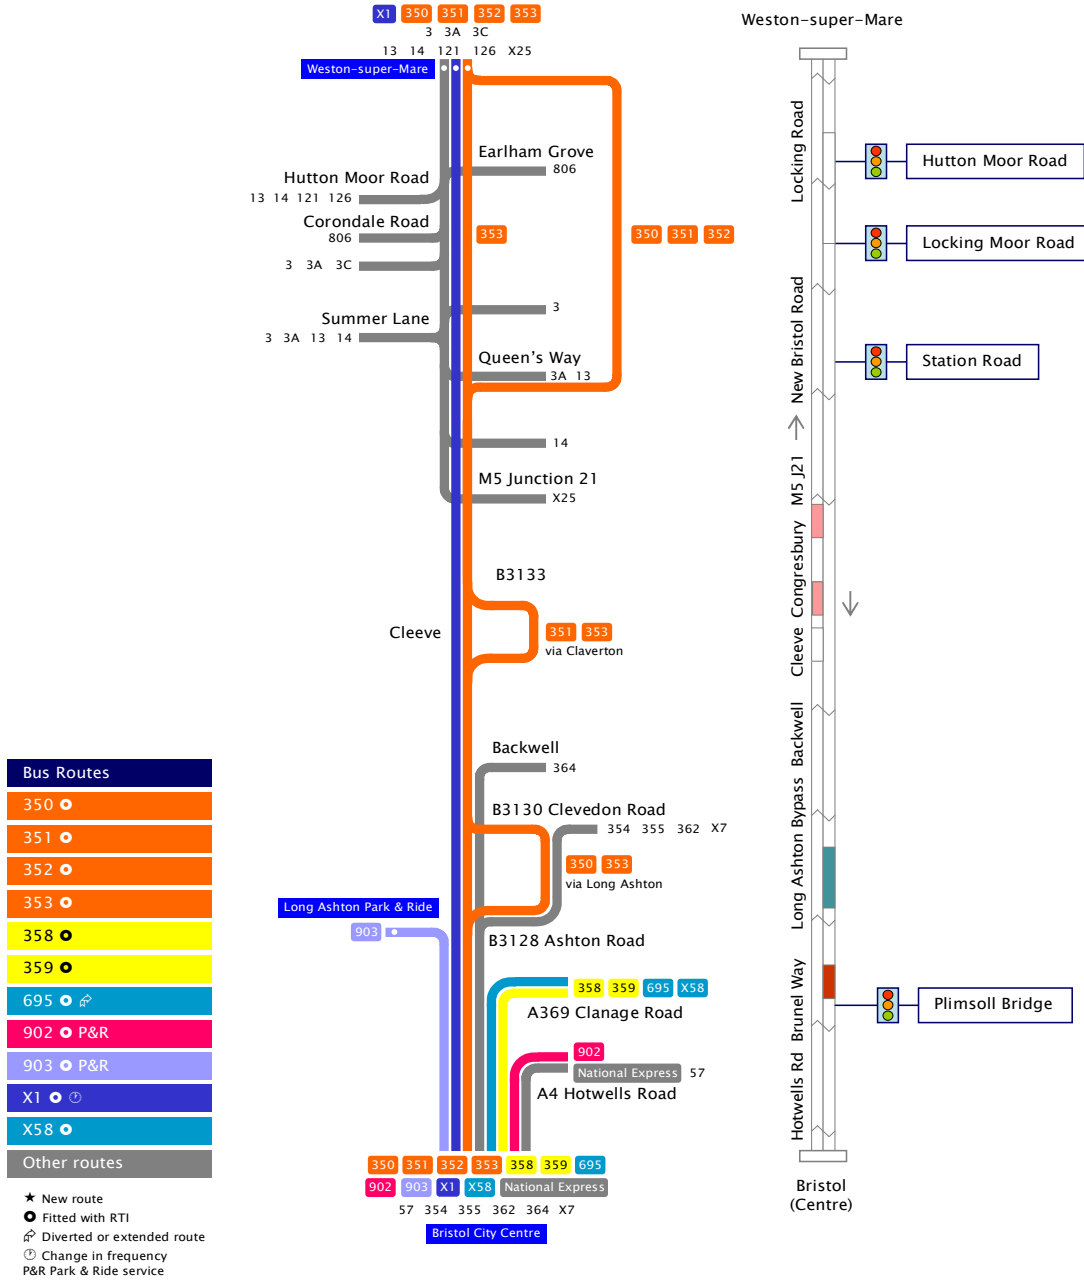 X1 350 351 352 353
3 3A 3C
13 14 121 126 X25
Weston-super-Mare
Earlham Grove
806
Hutton Moor Road
13 14 121 126
Corondale Road
806
353
350 351 352
3 3A 3C
3
Summer Lane
3 3A 13 14
Queen's Way
3A 13
14
M5 Junction 21
X25
B3133
Cleeve
351 353
via Claverton
Backwell
364
B3130 Clevedon Road
354 355 362 X7
350 353
via Long Ashton
Long Ashton Park & Ride
903
B3128 Ashton Road
358 359 695 X58
A369 Clanage Road
902
National Express 57
A4 Hotwells Road
350 351 352 353 358 359 695
902 903 X1 X58 National Express
57 354 355 362 364 X7
Bristol City Centre
Bus Routes
350
351
352
353
358
359
695
902 P&R
903 P&R
X1
X58
Other routes
★ New route
Fitted with RTI
Diverted or extended route
Change in frequency
P&R Park & Ride service
Weston-super-Mare
Locking Road
Hutton Moor Road
Locking Moor Road
New Bristol Road
Station Road
M5 J21
Congresbury
Cleeve
Backwell
Long Ashton Bypass
Brunel Way
Plimsoll Bridge
Hotwells Rd
Bristol
(Centre)